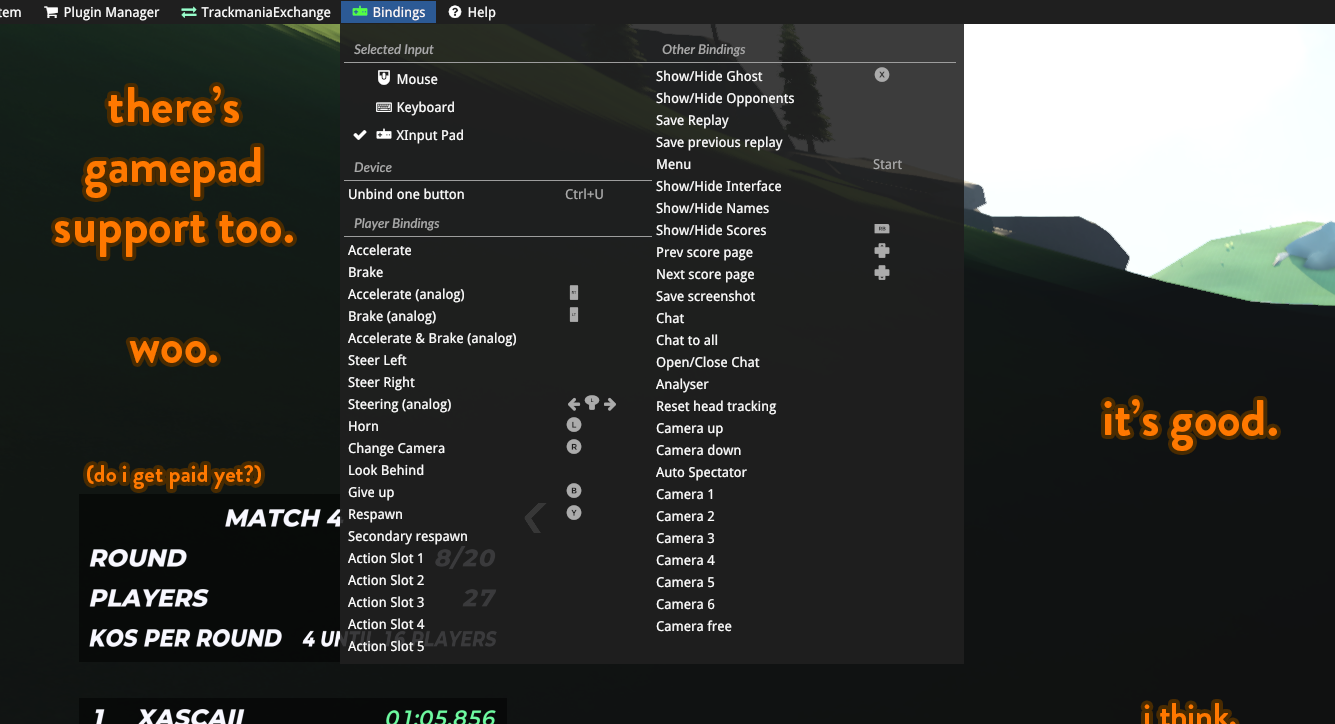 tem Plugin Manager TrackmaniaExchange Bindings Help
there's
gamepad
support too.
woo.
(do i get paid yet?)
MATCH 4
ROUND 8/20
PLAYERS 27
KOS PER ROUND 4 UNTIL 16 PLAYERS
1 XASCAII 01:05.856
Selected Input
Mouse
Keyboard
XInput Pad
Device
Unbind one button Ctrl+U
Player Bindings
Accelerate
Brake
Accelerate (analog)
Brake (analog)
Accelerate & Brake (analog)
Steer Left
Steer Right
Steering (analog) L
Horn L
Change Camera R
Look Behind
Give up B
Respawn Y
Secondary respawn
Action Slot 1
Action Slot 2
Action Slot 3
Action Slot 4
Action Slot 5
Other Bindings
Show/Hide Ghost X
Show/Hide Opponents
Save Replay
Save previous replay
Menu Start
Show/Hide Interface
Show/Hide Names
Show/Hide Scores RB
Prev score page
Next score page
Save screenshot
Chat
Chat to all
Open/Close Chat
Analyser
Reset head tracking
Camera up
Camera down
Auto Spectator
Camera 1
Camera 2
Camera 3
Camera 4
Camera 5
Camera 6
Camera free
it's good.
i think.